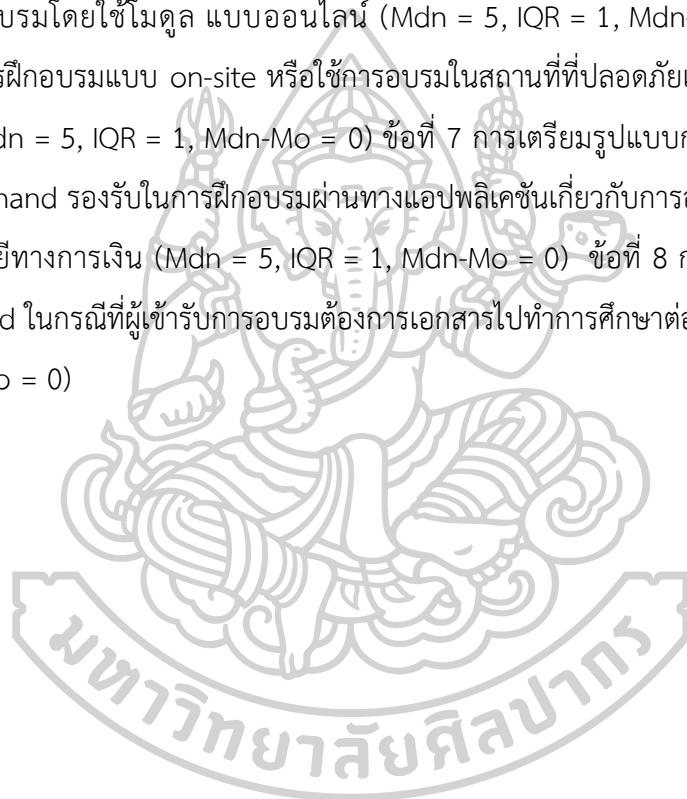 บรมโดยใช้โมดูล แบบออนไลน์ (Mdn = 5, IQR = 1, Mdn-
รฝึกอบรมแบบ on-site หรือใช้การอบรมในสถานที่ที่ปลอดภัย
dn = 5, IQR = 1, Mdn-Mo = 0) ข้อที่ 7 การเตรียมรูปแบบ
nand รองรับในการฝึกอบรมผ่านทางแอปพลิเคชันเกี่ยวกับการ
ยีทางการเงิน (Mdn = 5, IQR = 1, Mdn-Mo = 0) ข้อที่ 8
d ในกรณีที่ผู้เข้ารับการอบรมต้องการเอกสารไปทำการศึกษาต่อ
o = 0)
มหาวิทยาลัยศิลปากร